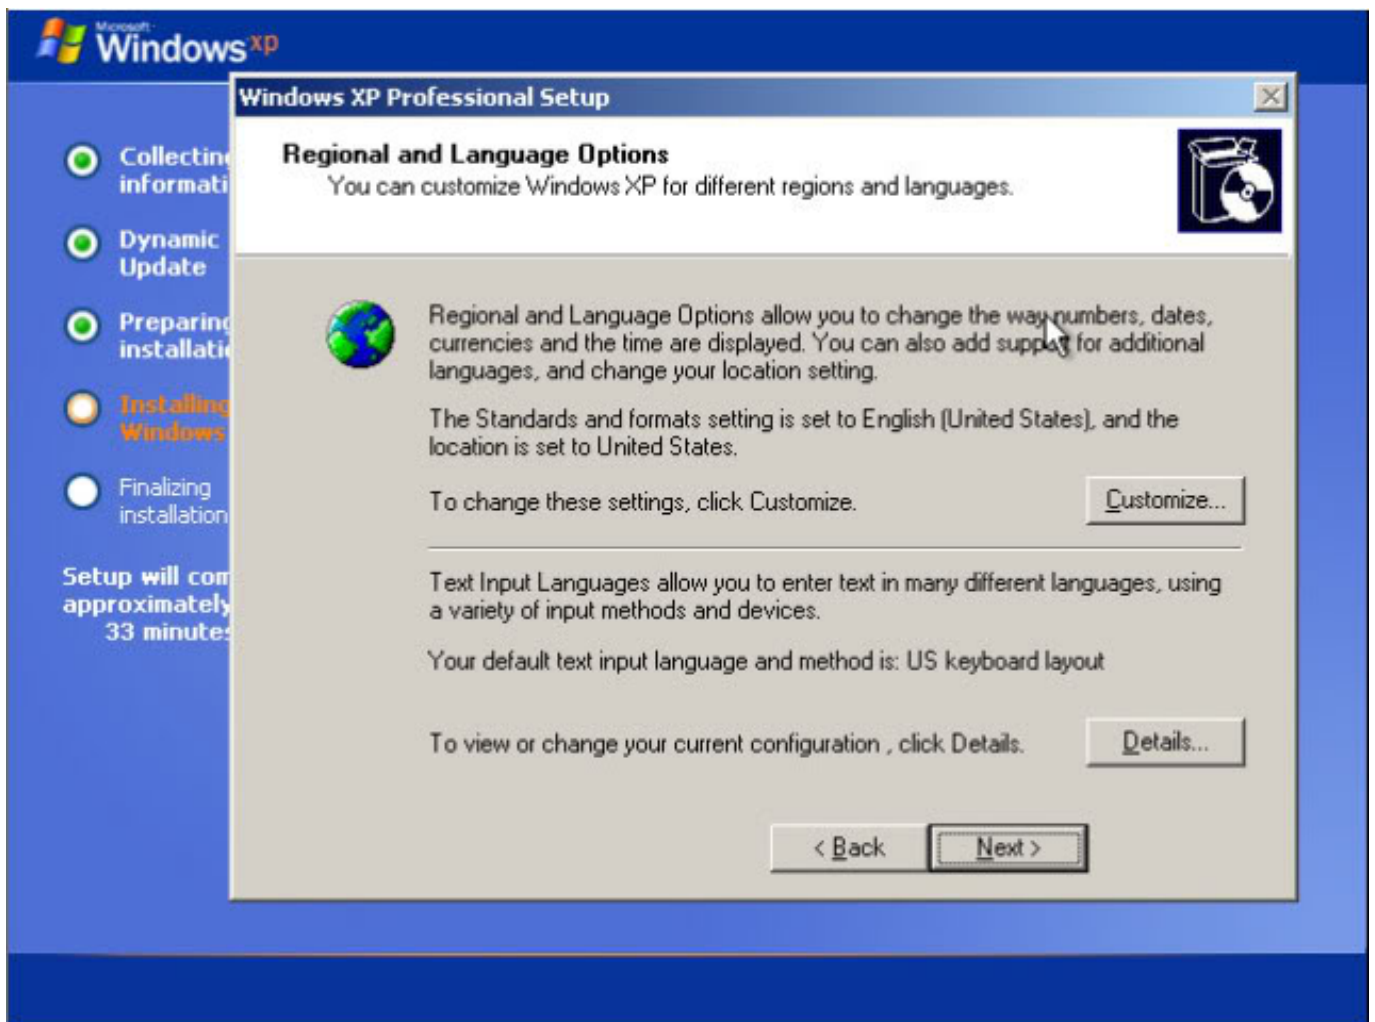 Microsoft
Windows xp
Windows XP Professional Setup
Regional and Language Options
You can customize Windows XP for different regions and languages.
Collecting
informati
Dynamic
Update
Preparing
installatio
Installing
Windows
Finalizing
installation
Setup will com
approximately
33 minutes
Regional and Language Options allow you to change the way numbers, dates,
currencies and the time are displayed. You can also add support for additional
languages, and change your location setting.
The Standards and formats setting is set to English (United States), and the
location is set to United States.
To change these settings, click Customize.
Customize...
Text Input Languages allow you to enter text in many different languages, using
a variety of input methods and devices.
Your default text input language and method is: US keyboard layout
To view or change your current configuration , click Details.
Details...
< Back
Next >